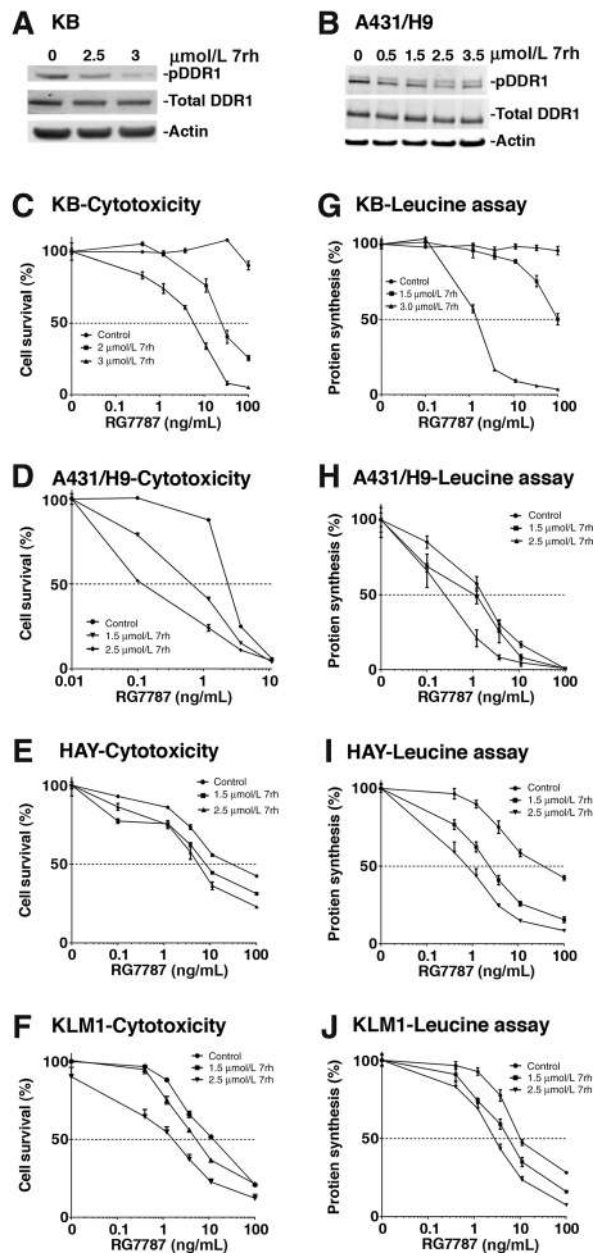 A KB
0 2.5 3 μmol/L 7rh
-pDDR1
-Total DDR1
-Actin
B A431/H9
0 0.5 1.5 2.5 3.5 μmol/L 7rh
-pDDR1
-Total DDR1
-Actin
C KB-Cytotoxicity
Cell survival (%)
100
50
0
Control
2 μmol/L 7rh
3 μmol/L 7rh
0 0.1 1 10 100
RG7787 (ng/mL)
G KB-Leucine assay
Protien synthesis (%)
100
50
0
Control
1.5 μmol/L 7rh
3.0 μmol/L 7rh
0 0.1 1 10 100
RG7787 (ng/mL)
D A431/H9-Cytotoxicity
Cell survival (%)
100
50
0
Control
1.5 μmol/L 7rh
2.5 μmol/L 7rh
0.01 0.1 1 10
RG7787 (ng/mL)
H A431/H9-Leucine assay
Protien synthesis (%)
100
50
0
Control
1.5 μmol/L 7rh
2.5 μmol/L 7rh
0 0.1 1 10 100
RG7787 (ng/mL)
E HAY-Cytotoxicity
Cell survival (%)
100
50
0
Control
1.5 μmol/L 7rh
2.5 μmol/L 7rh
0 0.1 1 10 100
RG7787 (ng/mL)
I HAY-Leucine assay
Protien synthesis (%)
100
50
0
Control
1.5 μmol/L 7rh
2.5 μmol/L 7rh
0 0.1 1 10 100
RG7787 (ng/mL)
F KLM1-Cytotoxicity
Cell survival (%)
100
50
0
Control
1.5 μmol/L 7rh
2.5 μmol/L 7rh
0 0.1 1 10 100
RG7787 (ng/mL)
J KLM1-Leucine assay
Protien synthesis (%)
100
50
0
Control
1.5 μmol/L 7rh
2.5 μmol/L 7rh
0 0.1 1 10 100
RG7787 (ng/mL)